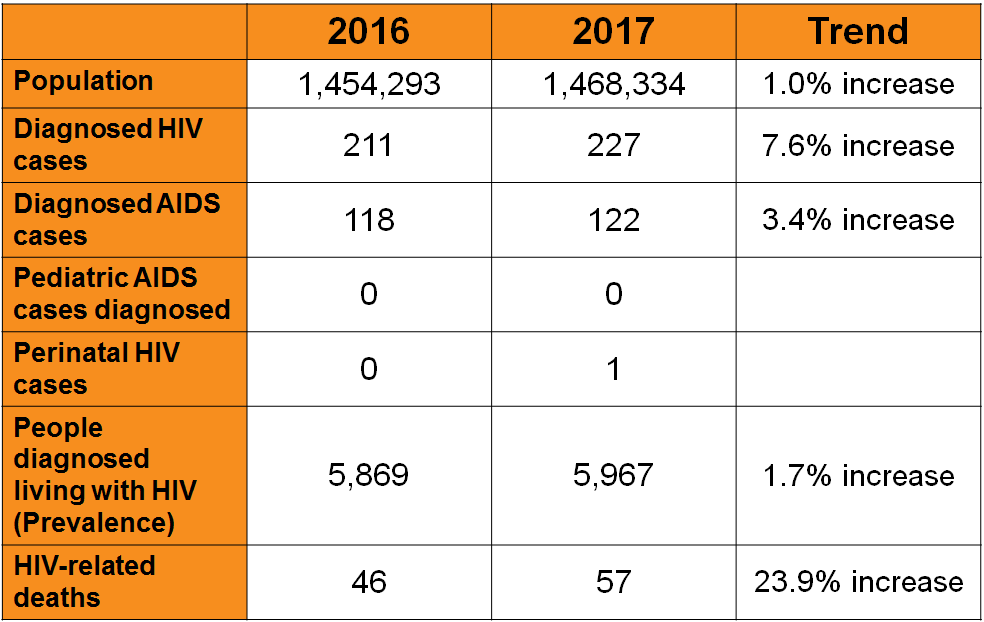 2016 2017 Trend
Population 1,454,293 1,468,334 1.0% increase
Diagnosed HIV
cases 211 227 7.6% increase
Diagnosed AIDS
cases 118 122 3.4% increase
Pediatric AIDS
cases diagnosed 0 0
Perinatal HIV
cases 0 1
People
diagnosed
living with HIV
(Prevalence) 5,869 5,967 1.7% increase
HIV-related
deaths 46 57 23.9% increase